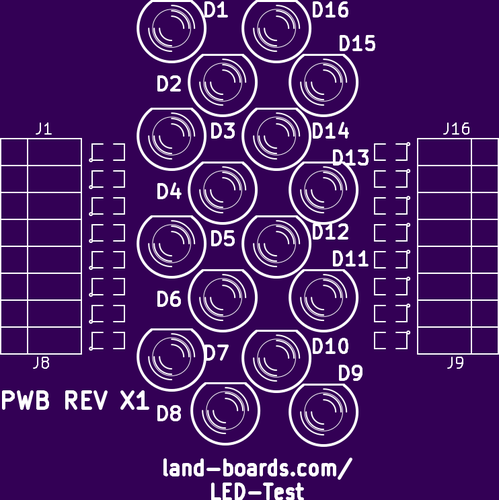 D1 D16
D15
D2
J1 D3 D14 J16
D13
D4
D5 D12
D11
D6
D7 D10
J8 J9
D9
PWB REV X1 D8
land-boards.com/
LED-Test